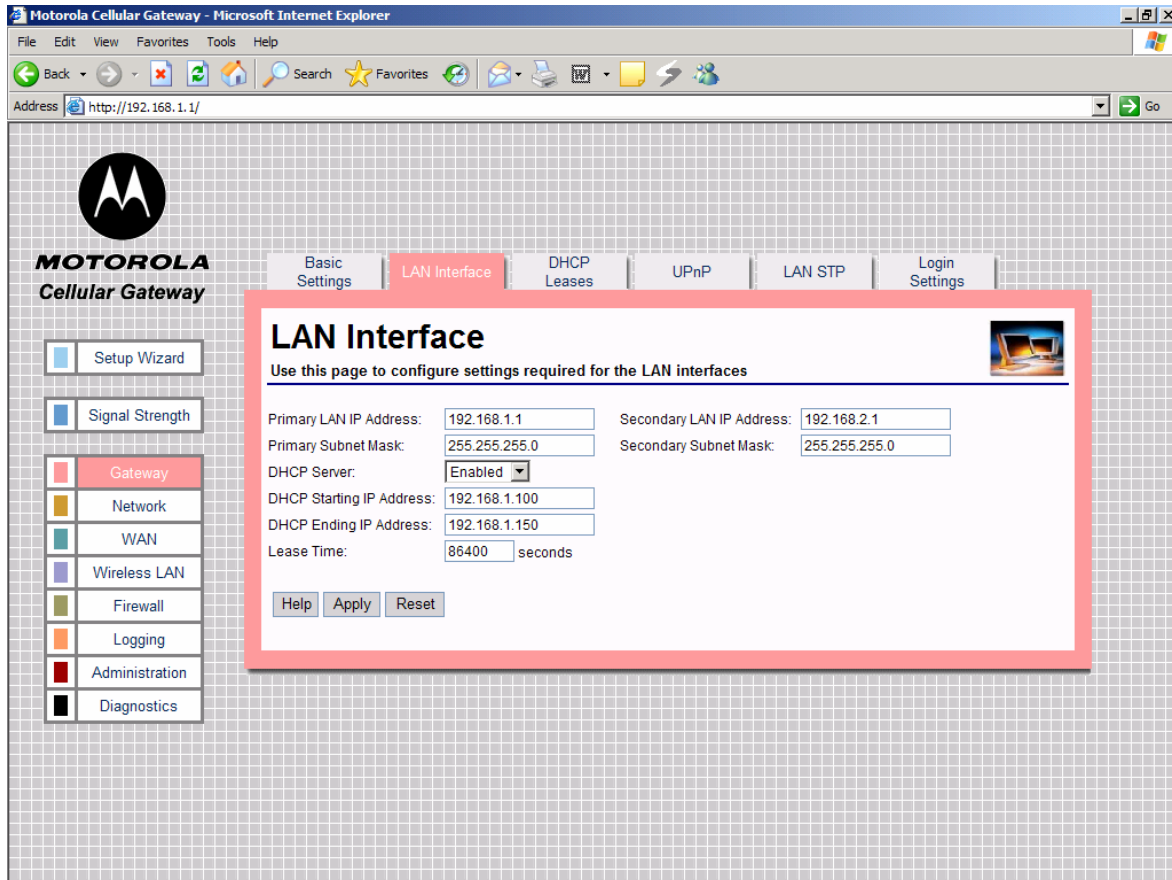 Motorola Cellular Gateway - Microsoft Internet Explorer
File Edit View Favorites Tools Help
Back Search Favorites
Address http://192.168.1.1/ Go
MOTOROLA
Cellular Gateway
Setup Wizard
Signal Strength
Gateway
Network
WAN
Wireless LAN
Firewall
Logging
Administration
Diagnostics
Basic Settings
LAN Interface
DHCP Leases
UPnP
LAN STP
Login Settings
LAN Interface
Use this page to configure settings required for the LAN interfaces
Primary LAN IP Address: 192.168.1.1 Secondary LAN IP Address: 192.168.2.1
Primary Subnet Mask: 255.255.255.0 Secondary Subnet Mask: 255.255.255.0
DHCP Server: Enabled
DHCP Starting IP Address: 192.168.1.100
DHCP Ending IP Address: 192.168.1.150
Lease Time: 86400 seconds
Help Apply Reset